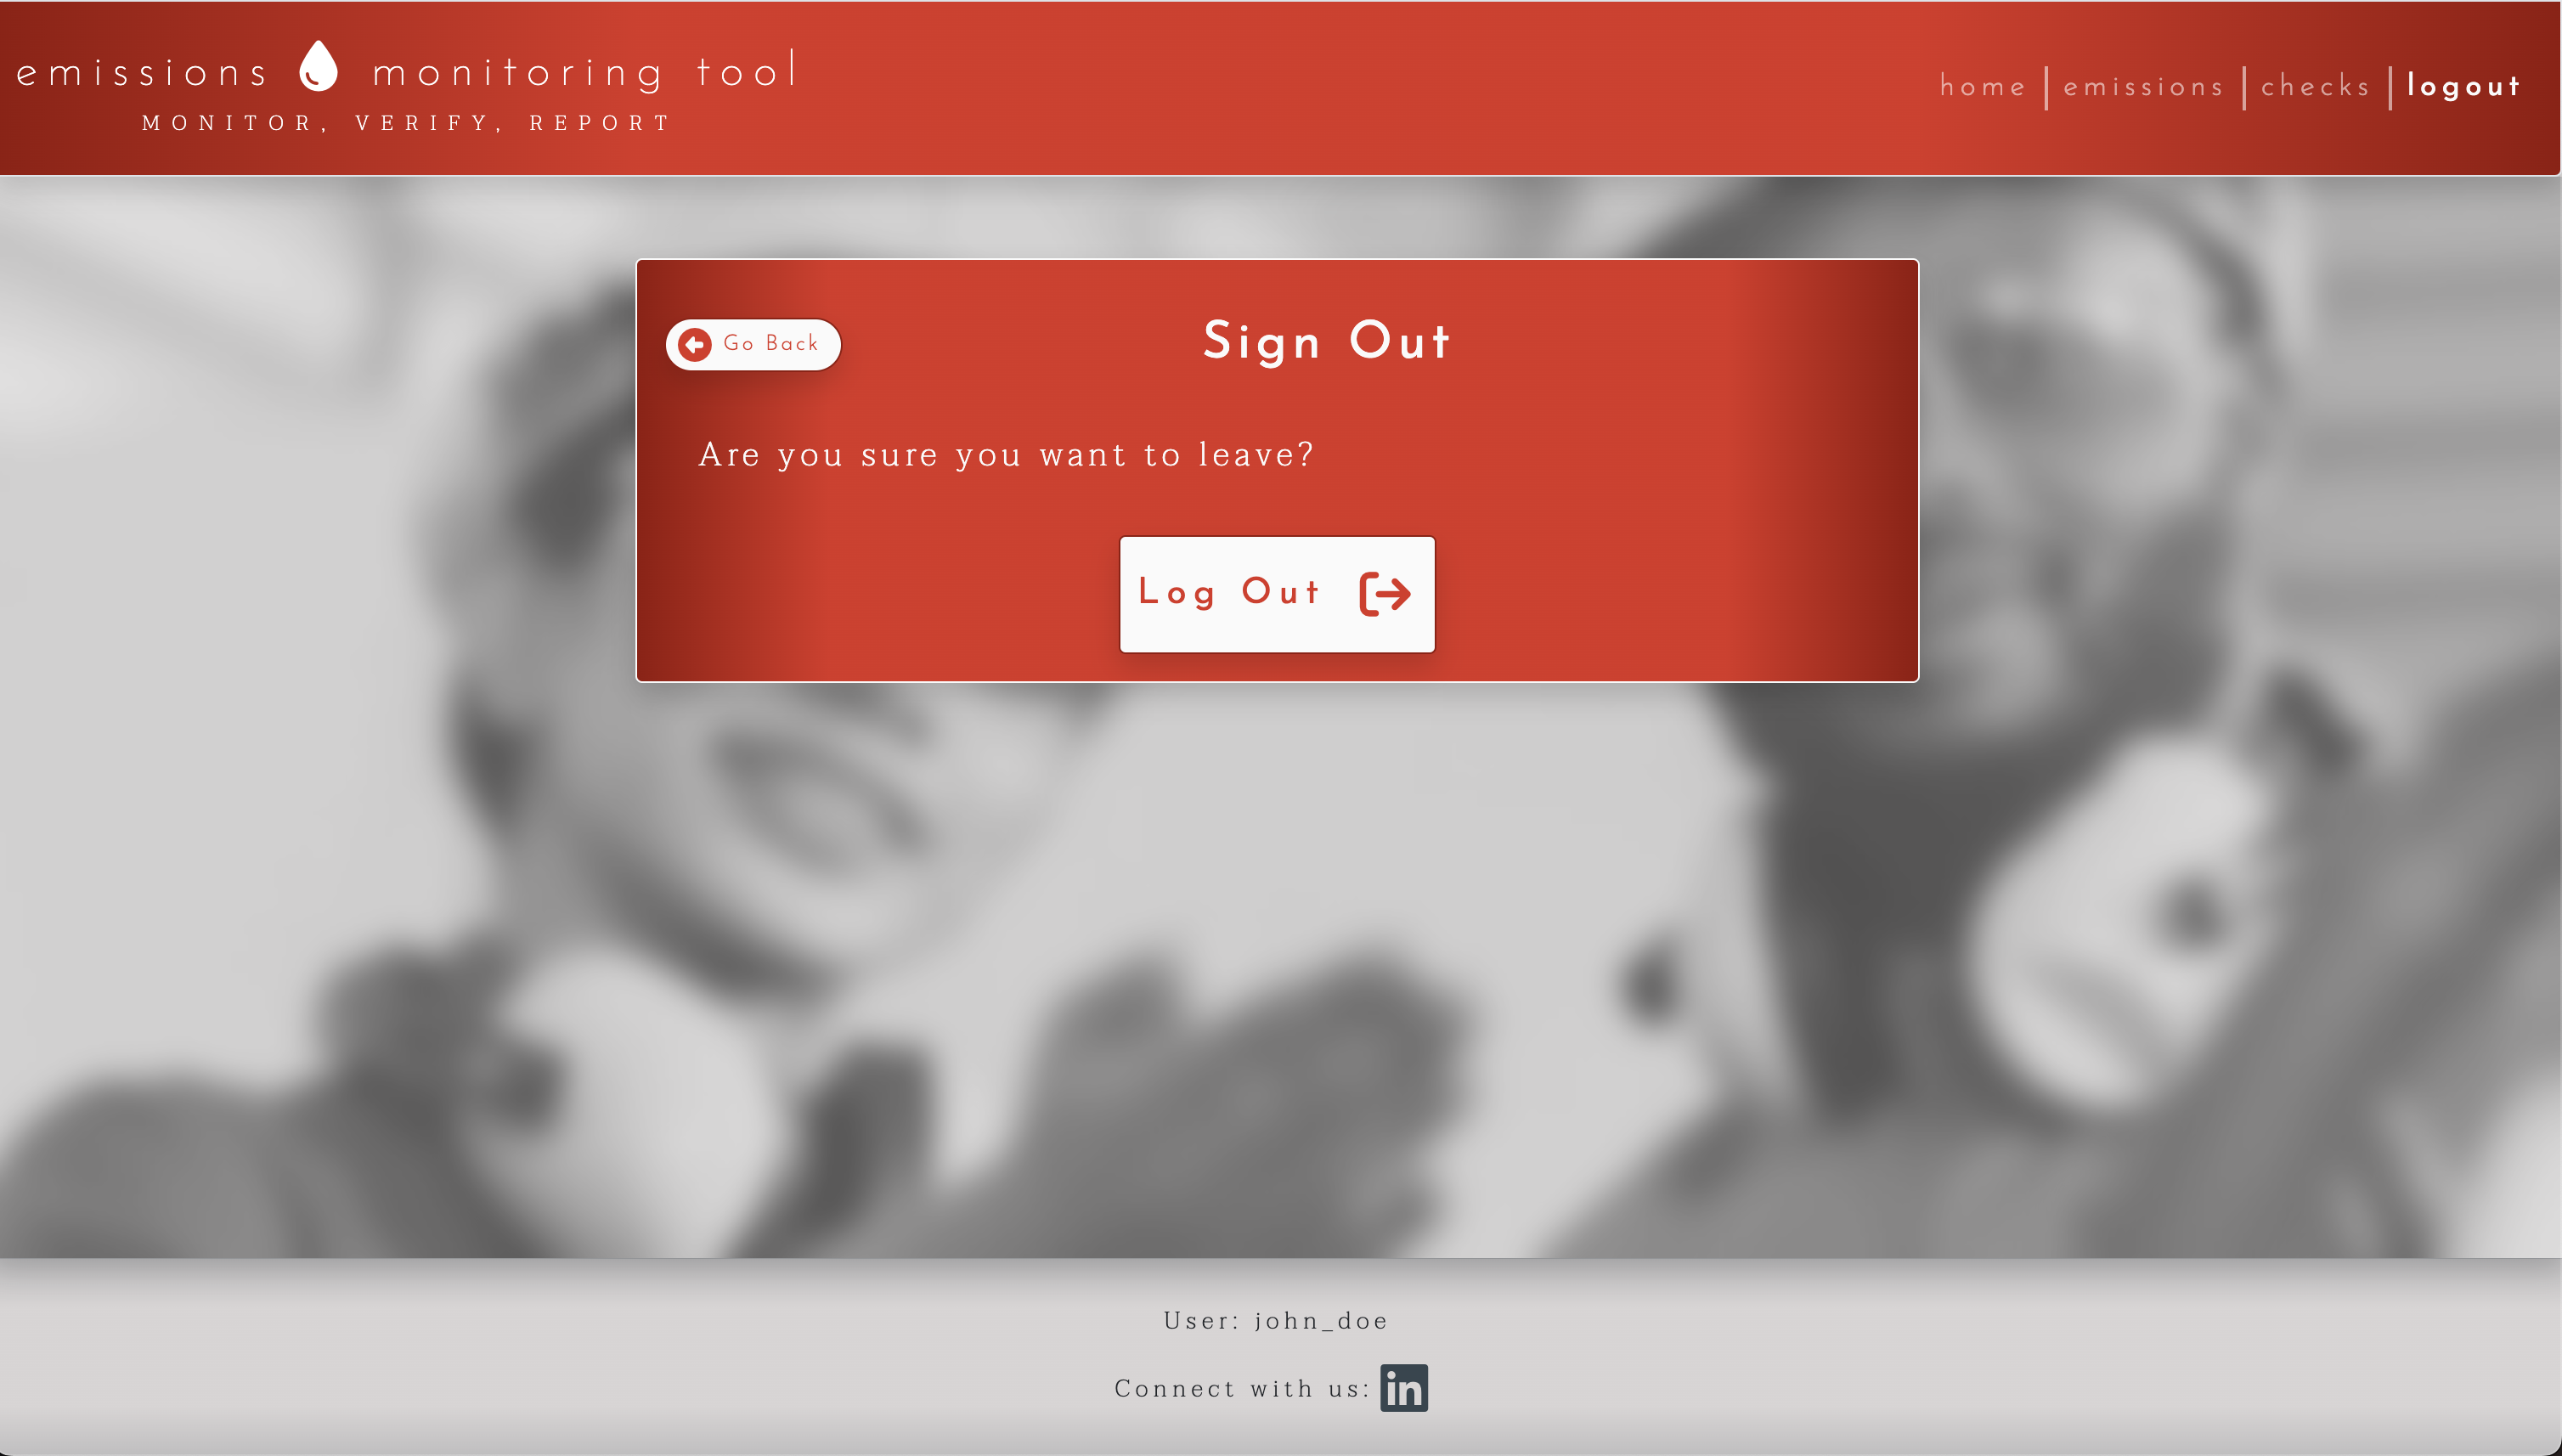 emissions monitoring tool
MONITOR, VERIFY, REPORT
home emissions checks logout
Go Back
Sign Out
Are you sure you want to leave?
Log Out
User: john_doe
Connect with us: in